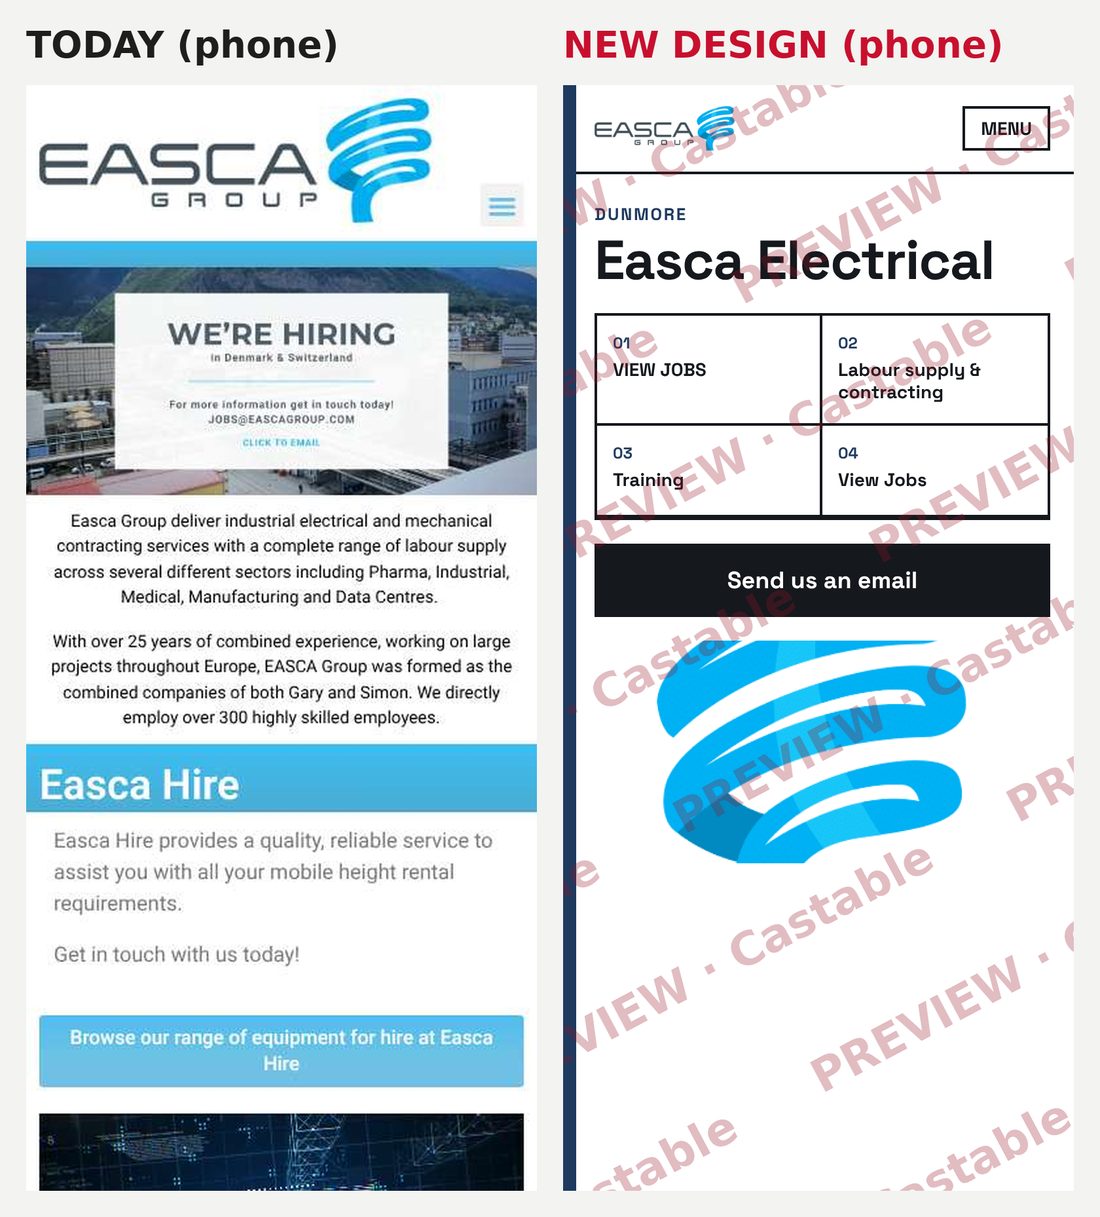 TODAY (phone)
EASCA
GROUP
WE'RE HIRING
in Denmark & Switzerland
For more information get in touch today!
JOBS@EASCAGROUP.COM
CLICK TO EMAIL
Easca Group deliver industrial electrical and mechanical
contracting services with a complete range of labour supply
across several different sectors including Pharma, Industrial,
Medical, Manufacturing and Data Centres.
With over 25 years of combined experience, working on large
projects throughout Europe, EASCA Group was formed as the
combined companies of both Gary and Simon. We directly
employ over 300 highly skilled employees.
Easca Hire
Easca Hire provides a quality, reliable service to
assist you with all your mobile height rental
requirements.
Get in touch with us today!
Browse our range of equipment for hire at Easca
Hire
NEW DESIGN (phone)
EASCA
GROUP
MENU
DUNMORE
Easca Electrical
01
VIEW JOBS
02
Labour supply &
contracting
03
Training
04
View Jobs
Send us an email
PREVIEW · Castable